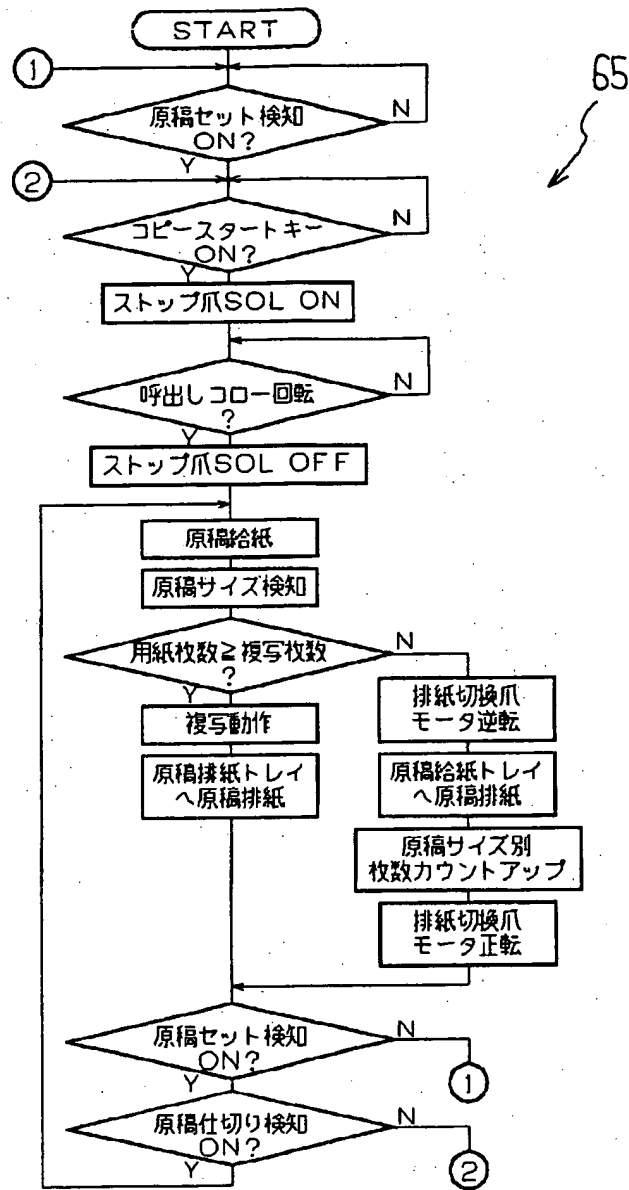 START
65
①
原稿セット検知
ON?
N
Y
②
コピースタートキー
ON?
N
Y
ストップ爪SOL ON
呼出しコロー回転
?
N
Y
ストップ爪SOL OFF
原稿給紙
原稿サイズ検知
用紙枚数≧複写枚数
?
N
Y
複写動作
原稿排紙トレイ
へ原稿排紙
排紙切換爪
モータ逆転
原稿給紙トレイ
へ原稿排紙
原稿サイズ別
枚数カウントアップ
排紙切換爪
モータ正転
原稿セット検知
ON?
N
Y
①
原稿仕切り検知
ON?
N
Y
②